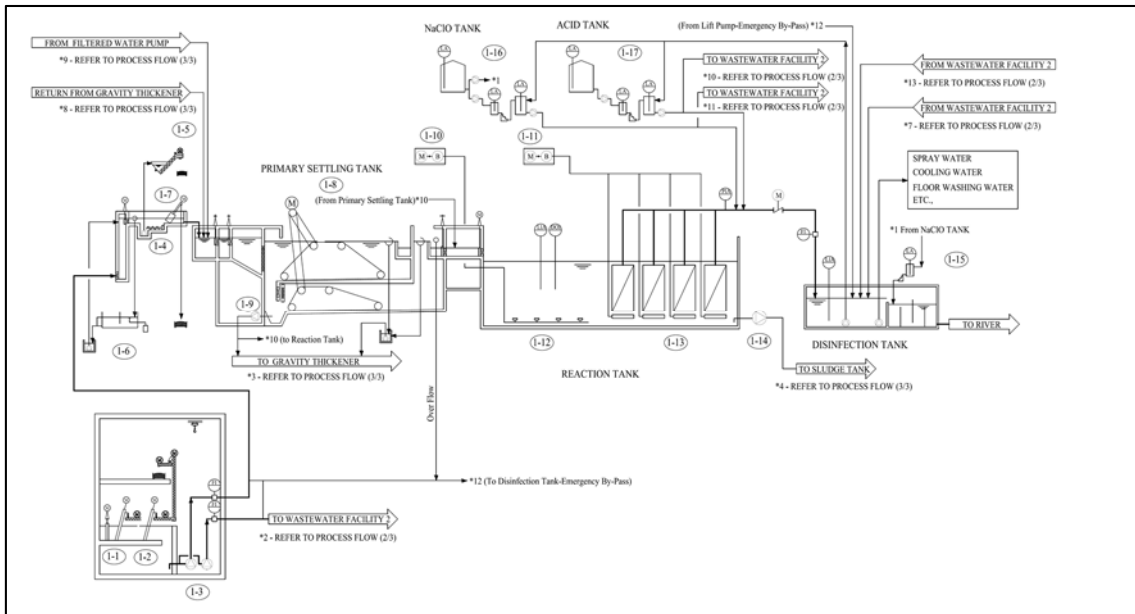 NaClO TANK
ACID TANK
(From Lift Pump-Emergency By-Pass) *12
FROM FILTERED WATER PUMP
*9 - REFER TO PROCESS FLOW (3/3)
RETURN FROM GRAVITY THICKENER
*8 - REFER TO PROCESS FLOW (3/3)
1-16
*1
1-17
TO WASTEWATER FACILITY 2
*10 - REFER TO PROCESS FLOW (2/3)
TO WASTEWATER FACILITY 2
*11 - REFER TO PROCESS FLOW (2/3)
FROM WASTEWATER FACILITY 2
*13 - REFER TO PROCESS FLOW (2/3)
FROM WASTEWATER FACILITY 2
*7 - REFER TO PROCESS FLOW (2/3)
1-5
1-10
M B
1-11
M B
SPRAY WATER
COOLING WATER
FLOOR WASHING WATER
ETC.,
PRIMARY SETTLING TANK
1-8
(From Primary Settling Tank)*10
1-7
1-4
M
M
*1 From NaClO TANK
1-15
1-9
1-6
*10 (to Reaction Tank)
TO GRAVITY THICKENER
*3 - REFER TO PROCESS FLOW (3/3)
1-12
1-13
1-14
REACTION TANK
DISINFECTION TANK
TO RIVER
TO SLUDGE TANK
*4 - REFER TO PROCESS FLOW (3/3)
Over Flow
*12 (To Disinfection Tank-Emergency By-Pass)
TO WASTEWATER FACILITY 2
*2 - REFER TO PROCESS FLOW (2/3)
1-1
1-2
1-3